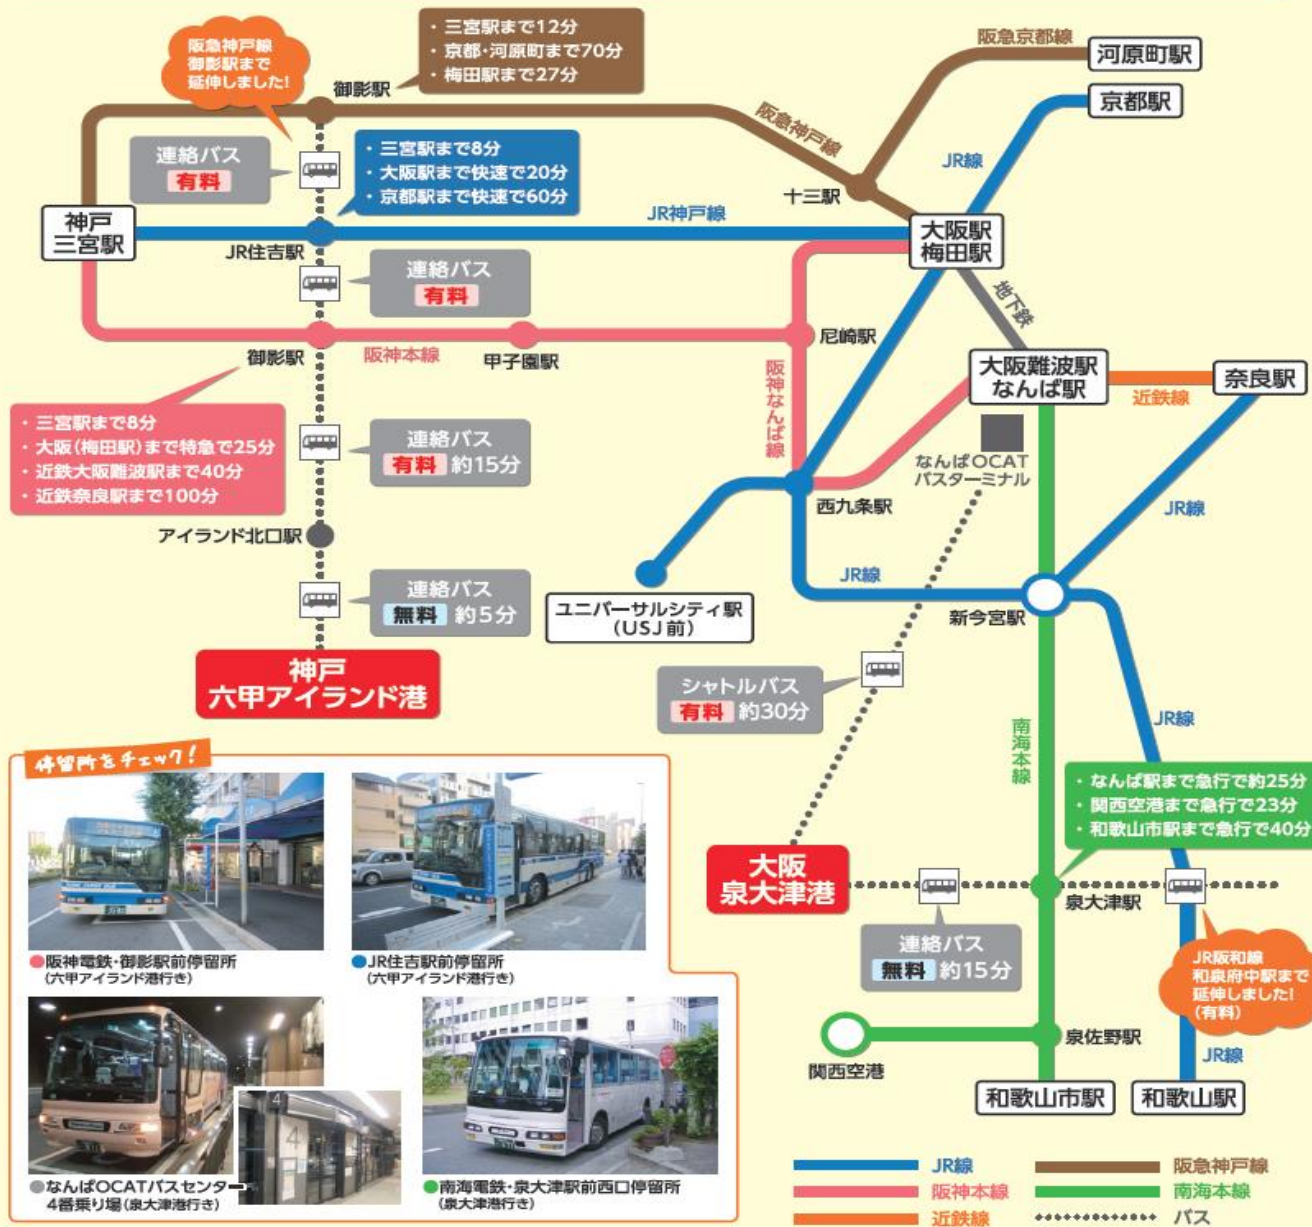 阪急神戸線
御影駅まで
延伸しました!
御影駅
・三宮駅まで12分
・京都・河原町まで70分
・梅田駅まで27分
阪急京都線
河原町駅
京都駅
阪急神戸線
JR線
十三駅
連絡バス
有料
・三宮駅まで8分
・大阪駅まで快速で20分
・京都駅まで快速で60分
神戸
三宮駅
JR住吉駅
JR神戸線
大阪駅
梅田駅
連絡バス
有料
地下鉄
御影駅
阪神本線
甲子園駅
尼崎駅
阪神なんば線
大阪難波駅
なんば駅
近鉄線
奈良駅
・三宮駅まで8分
・大阪(梅田駅)まで特急で25分
・近鉄大阪難波駅まで40分
・近鉄奈良駅まで100分
連絡バス
有料 約15分
なんばOCAT
バスターミナル
西九条駅
JR線
アイランド北口駅
連絡バス
無料 約5分
ユニバーサルシティ駅
(USJ前)
JR線
新今宮駅
神戸
六甲アイランド港
シャトルバス
有料 約30分
南海本線
JR線
・なんば駅まで急行で約25分
・関西空港まで急行で23分
・和歌山市駅まで急行で40分
大阪
泉大津港
泉大津駅
連絡バス
無料 約15分
JR阪和線
和泉府中駅まで
延伸しました!
(有料)
関西空港
泉佐野駅
JR線
和歌山市駅
和歌山駅
停留所をチェック!
●阪神電鉄・御影駅前停留所
(六甲アイランド港行き)
●JR住吉駅前停留所
(六甲アイランド港行き)
4
4
●なんばOCATバスセンター
4番乗り場(泉大津港行き)
●南海電鉄・泉大津駅前西口停留所
(泉大津港行き)
JR線
阪急神戸線
阪神本線
南海本線
近鉄線
バス